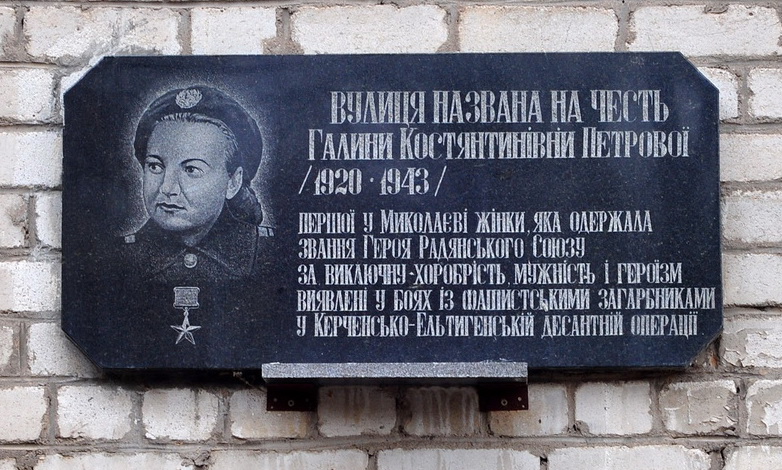 ВУЛИЦЯ НАЗВАНА НА ЧЕСТЬ
ГАЛИНИ КОСТЯНТИНІВНИ ПЕТРОВОЇ
/1920 · 1943/
ПЕРШОЇ У МИКОЛАЄВІ ЖІНКИ, ЯКА ОДЕРЖАЛА
ЗВАННЯ ГЕРОЯ РАДЯНСЬКОГО СОЮЗУ
ЗА ВИКЛЮЧНУ ХОРОБРІСТЬ, МУЖНІСТЬ І ГЕРОЇЗМ
ВИЯВЛЕНІ У БОЯХ ІЗ ФАШИСТСЬКИМИ ЗАГАРБНИКАМИ
У КЕРЧЕНСЬКО-ЕЛЬТИГЕНСЬКІЙ ДЕСАНТНІЙ ОПЕРАЦІЇ